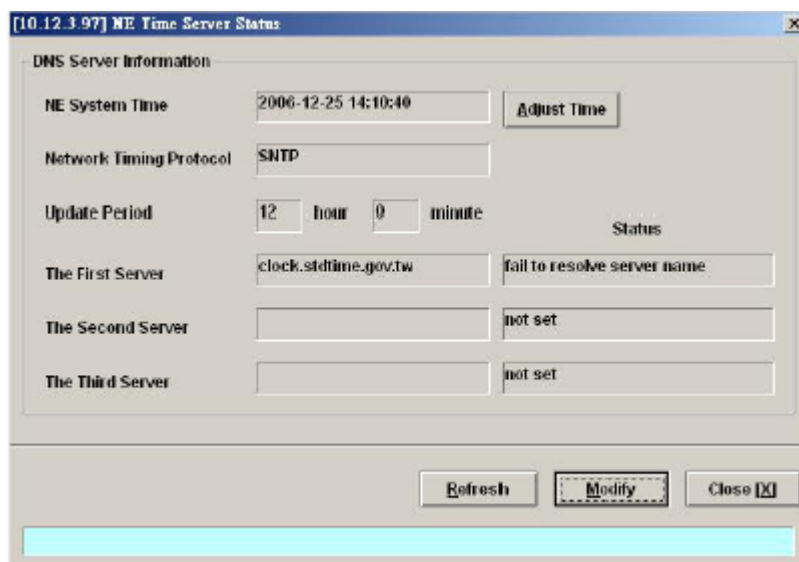 [10.12.3.97] NE Time Server Status
DNS Server Information
NE System Time 2006-12-25 14:10:40 Adjust Time
Network Timing Protocol SNTP
Update Period 12 hour 0 minute
Status
The First Server clock.stdtime.gov.tw fail to resolve server name
The Second Server not set
The Third Server not set
Refresh Modify Close [X]